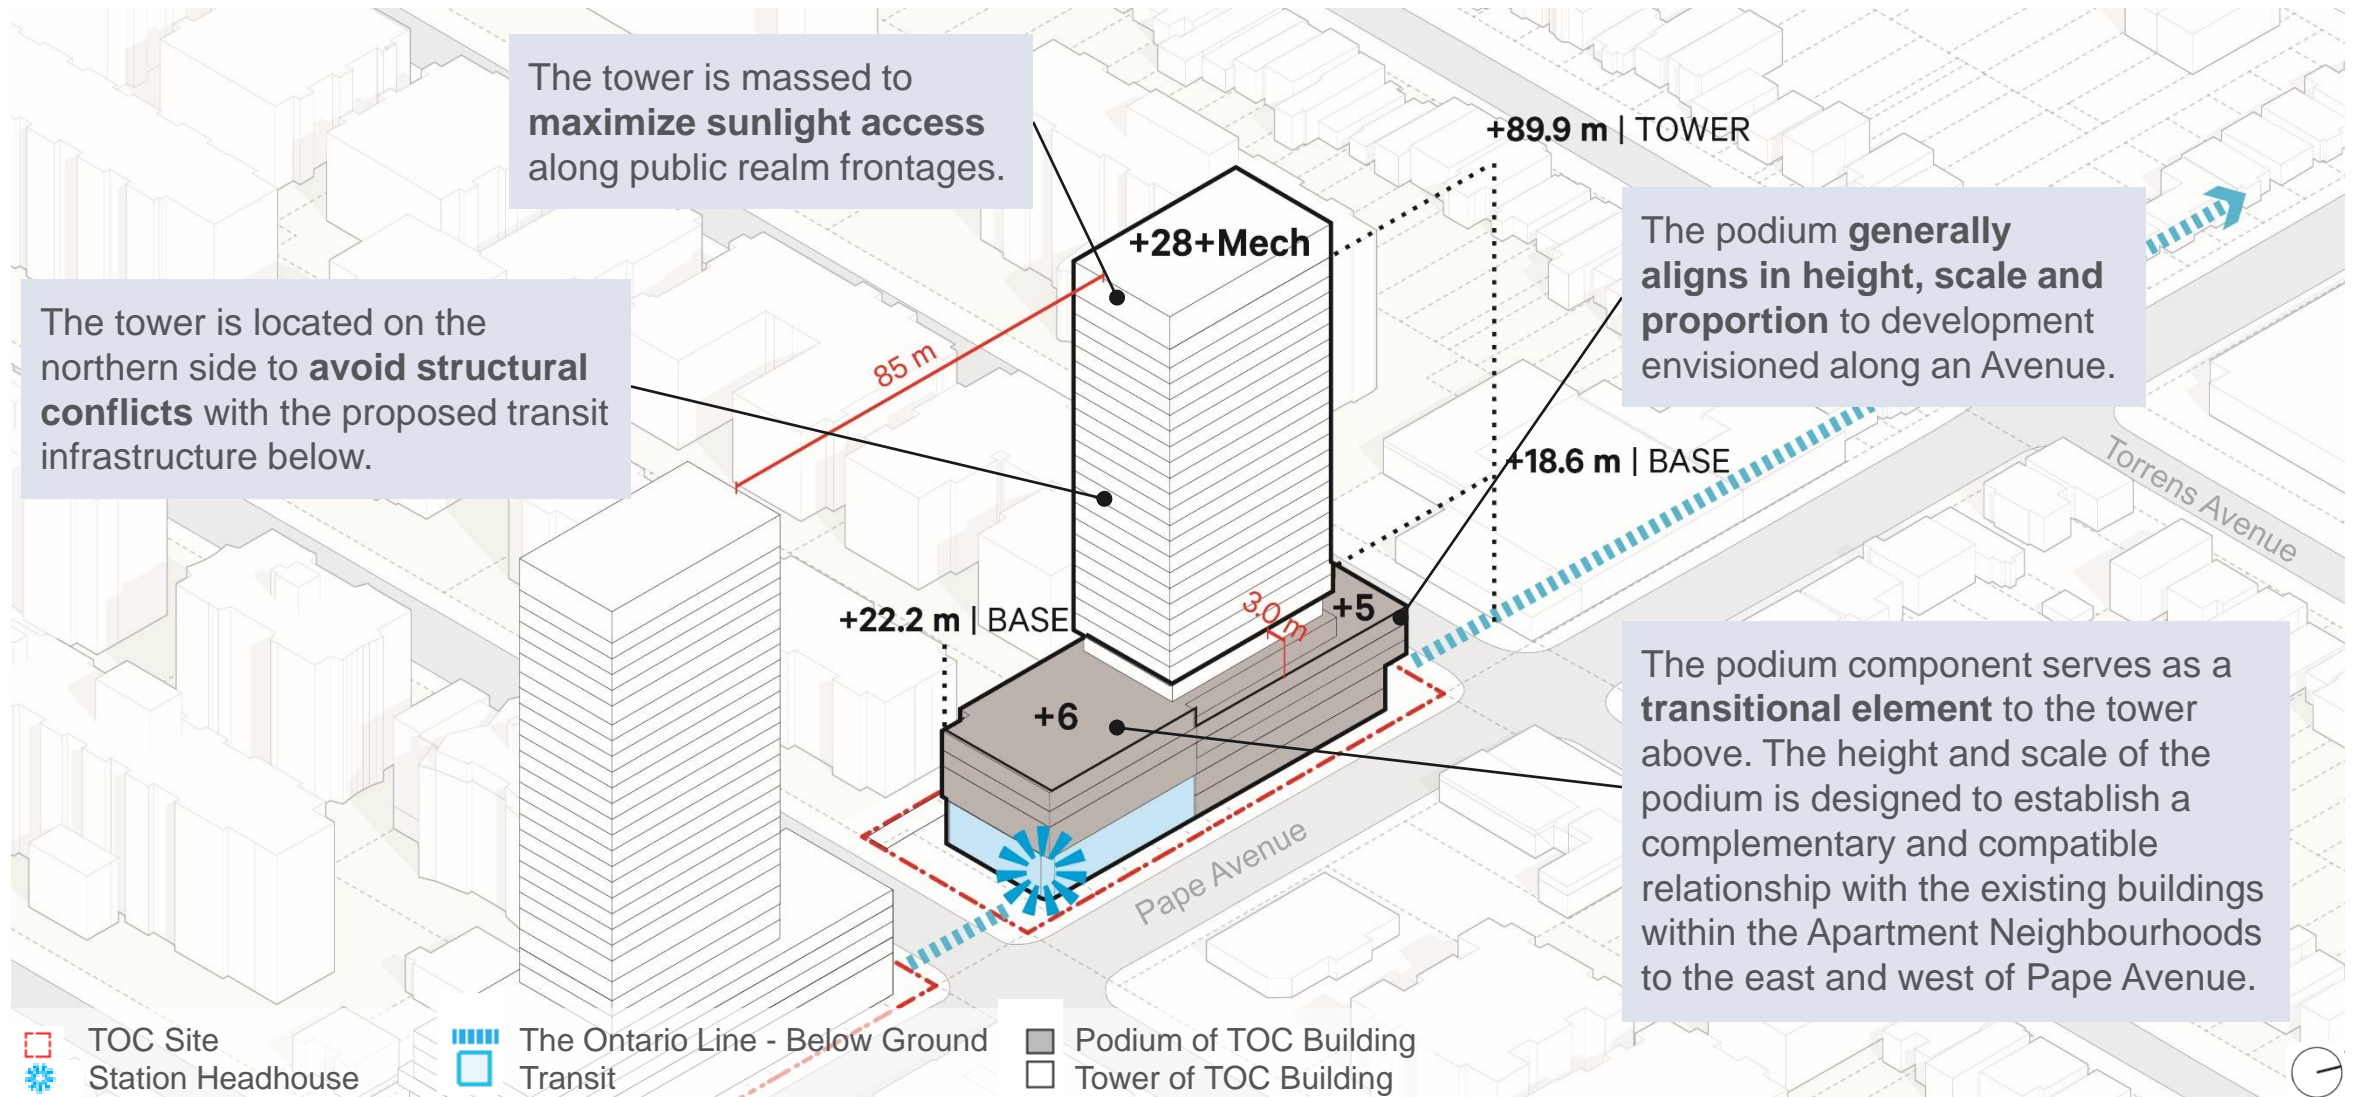 The tower is massed to
maximize sunlight access
along public realm frontages.
+89.9 m | TOWER
The podium generally
aligns in height, scale and
proportion to development
envisioned along an Avenue.
+28+Mech
The tower is located on the
northern side to avoid structural
conflicts with the proposed transit
infrastructure below.
85 m
+18.6 m | BASE
Torrens Avenue
+22.2 m | BASE
3.0 m
+5
+6
The podium component serves as a
transitional element to the tower
above. The height and scale of the
podium is designed to establish a
complementary and compatible
relationship with the existing buildings
within the Apartment Neighbourhoods
to the east and west of Pape Avenue.
Pape Avenue
TOC Site
Station Headhouse
The Ontario Line - Below Ground
Transit
Podium of TOC Building
Tower of TOC Building